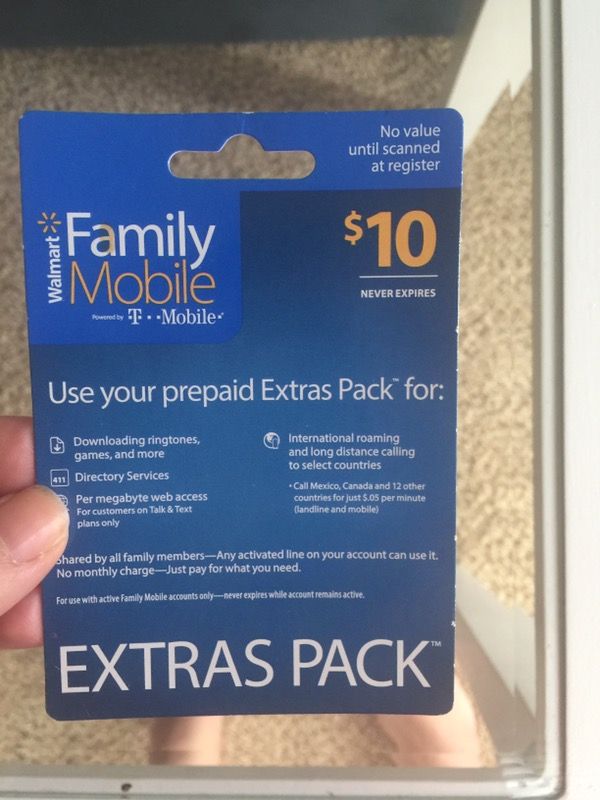 No value
until scanned
at register
Walmart
Family
Mobile
Powered by T··Mobile·
$10
NEVER EXPIRES
Use your prepaid Extras Pack™ for:
Downloading ringtones,
games, and more
411 Directory Services
Per megabyte web access
For customers on Talk & Text
plans only
International roaming
and long distance calling
to select countries
• Call Mexico, Canada and 12 other
countries for just $.05 per minute
(landline and mobile)
Shared by all family members—Any activated line on your account can use it.
No monthly charge—Just pay for what you need.
For use with active Family Mobile accounts only—never expires while account remains active.
EXTRAS PACK™